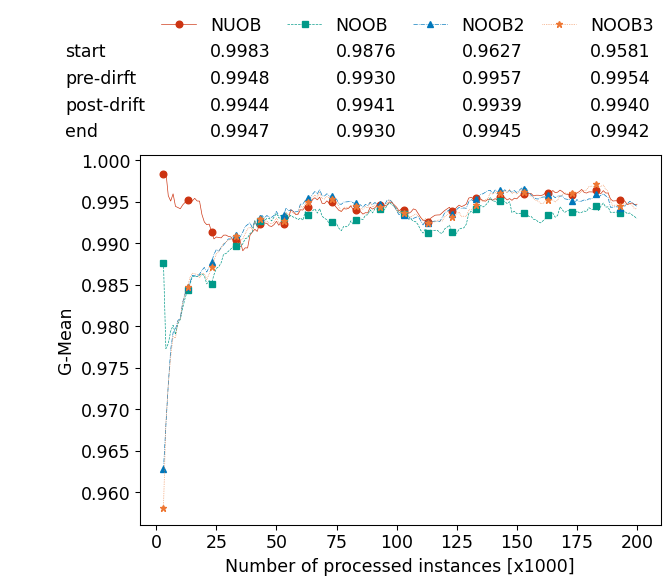 NUOB NOOB NOOB2 NOOB3
start 0.9983 0.9876 0.9627 0.9581
pre-dirft 0.9948 0.9930 0.9957 0.9954
post-drift 0.9944 0.9941 0.9939 0.9940
end 0.9947 0.9930 0.9945 0.9942
1.000
0.995
0.990
0.985
0.980
0.975
0.970
0.965
0.960
G-Mean
0 25 50 75 100 125 150 175 200
Number of processed instances [x1000]